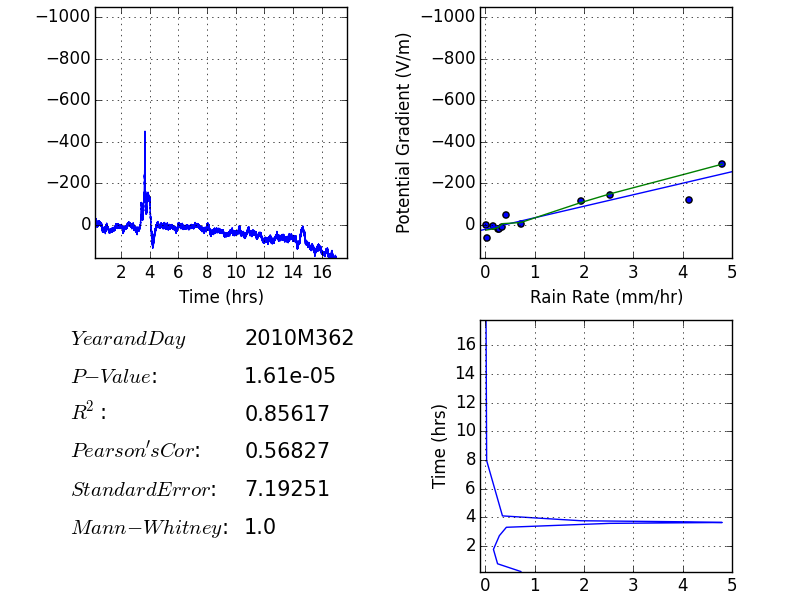 −1000
−800
−600
−400
−200
0
2 4 6 8 10 12 14 16
Time (hrs)
Potential Gradient (V/m)
−1000
−800
−600
−400
−200
0
0 1 2 3 4 5
Rain Rate (mm/hr)
YearandDay 2010M362
P−Value: 1.61e-05
R²: 0.85617
Pearson'sCor: 0.56827
StandardError: 7.19251
Mann−Whitney: 1.0
Time (hrs)
16
14
12
10
8
6
4
2
0 1 2 3 4 5